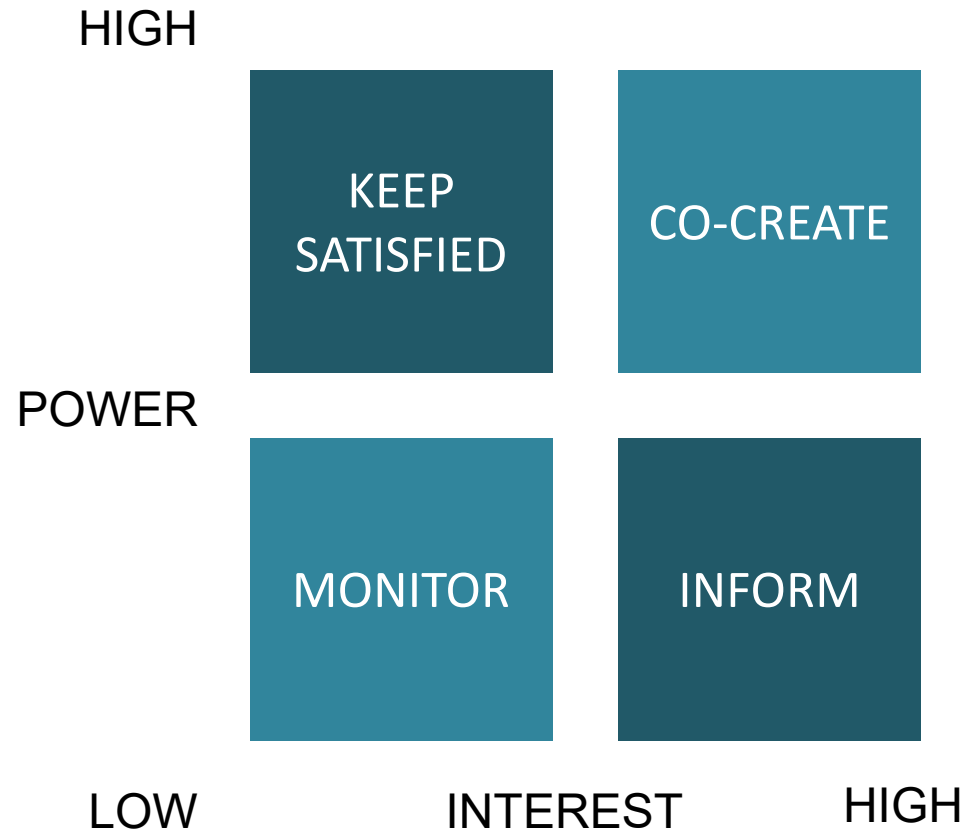 HIGH
KEEP
SATISFIED
CO-CREATE
POWER
MONITOR
INFORM
LOW
INTEREST
HIGH